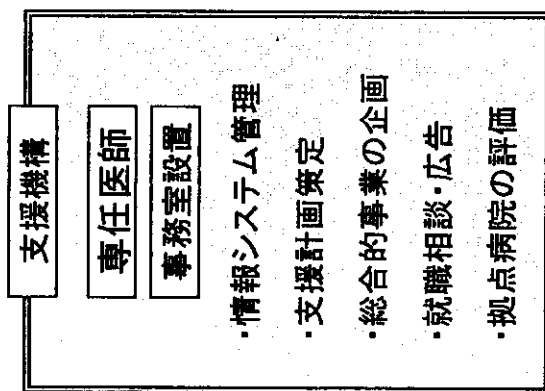 支援機構
専任医師
事務室設置
・情報システム管理
・支援計画策定
・総合的事業の企画
・就職相談・広告
・拠点病院の評価